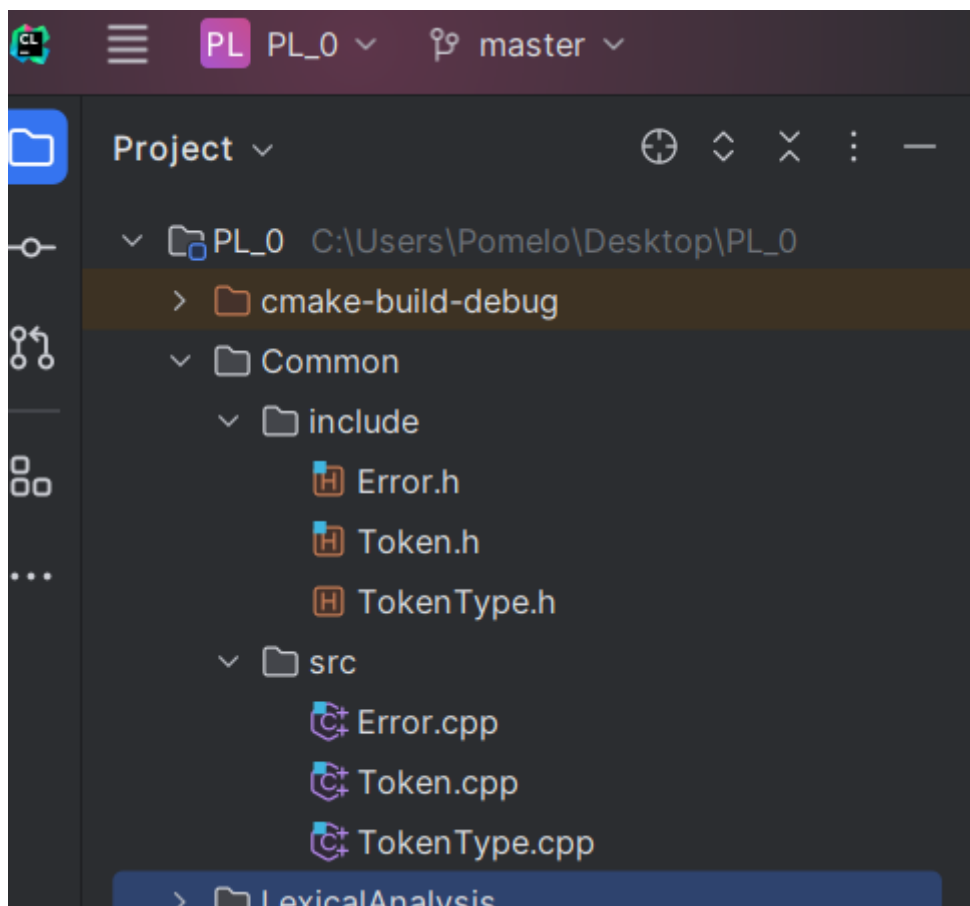 CL PL PL_0 master
Project
PL_0 C:\Users\Pomelo\Desktop\PL_0
cmake-build-debug
Common
include
H Error.h
H Token.h
H TokenType.h
src
C++ Error.cpp
C++ Token.cpp
C++ TokenType.cpp
LexicalAnalysis